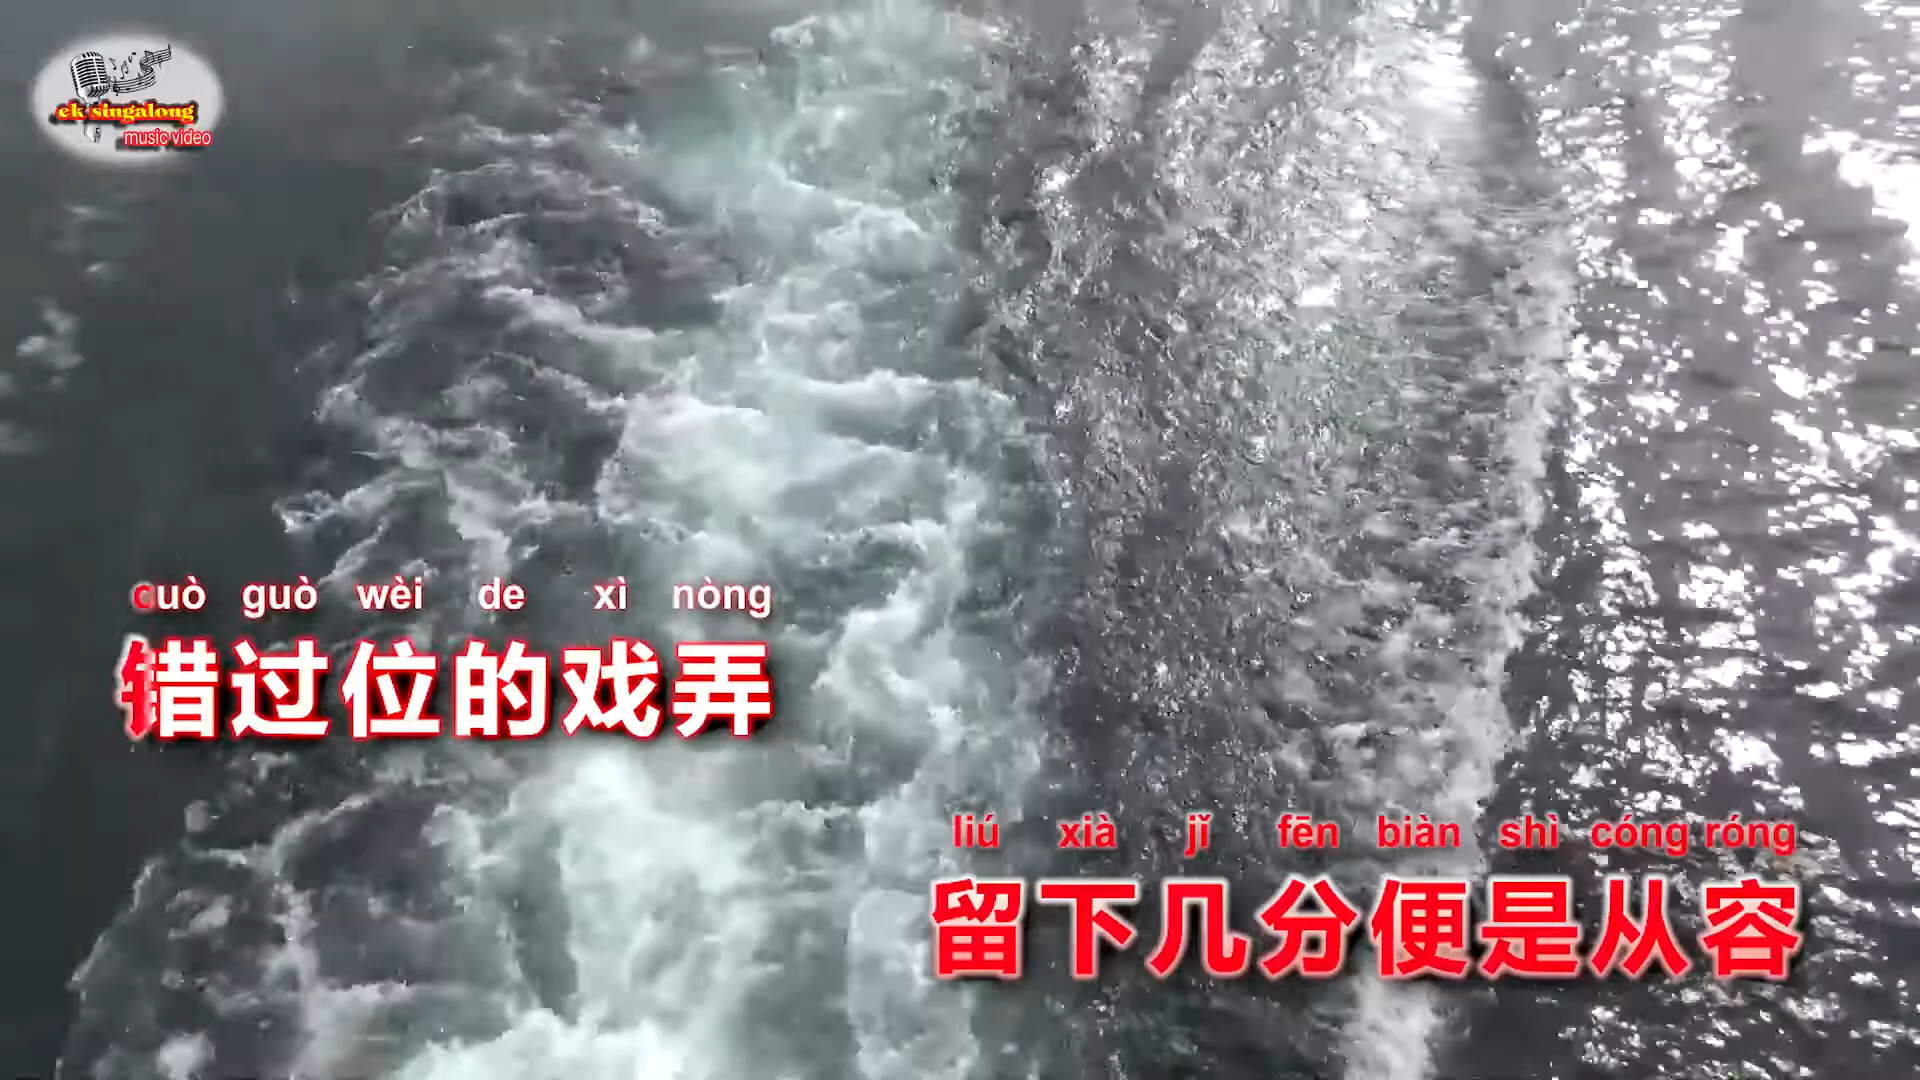 ek singalong
music video
cuò guò wèi de xì nòng
错过位的戏弄
liú xià jǐ fēn biàn shì cóng róng
留下几分便是从容